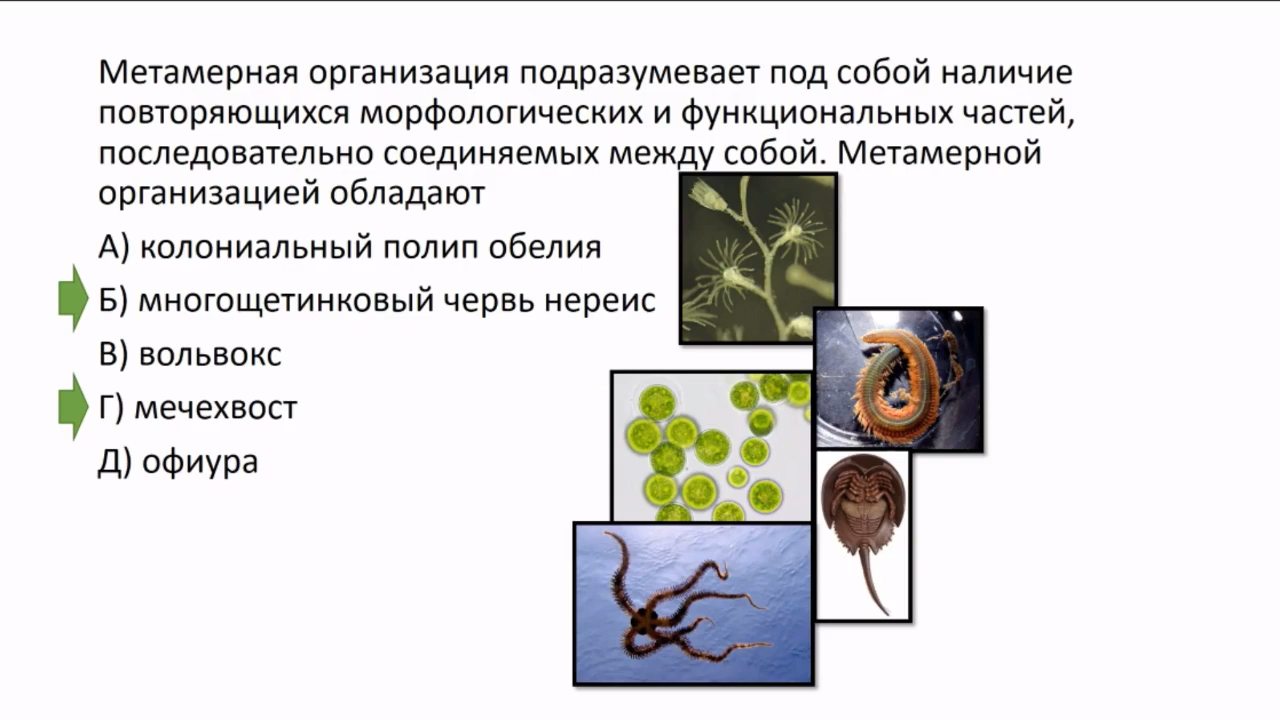 Метамерная организация подразумевает под собой наличие
повторяющихся морфологических и функциональных частей,
последовательно соединяемых между собой. Метамерной
организацией обладают
А) колониальный полип обелия
Б) многощетинковый червь нереис
В) вольвокс
Г) мечехвост
Д) офиура